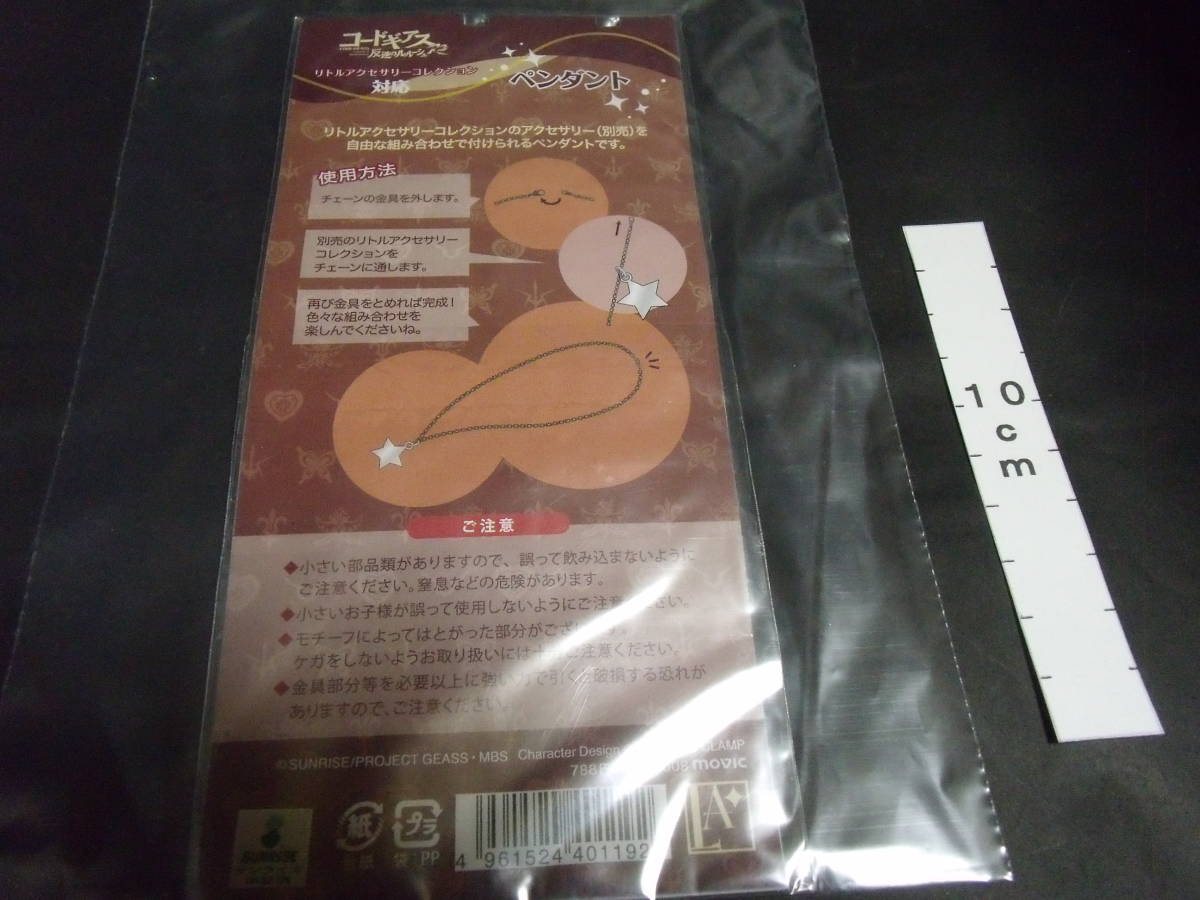 コードギアス
反逆のルルーシュ R2
リトルアクセサリーコレクション
対応
ペンダント
リトルアクセサリーコレクションのアクセサリー(別売)を
自由な組み合わせで付けられるペンダントです。
使用方法
チェーンの金具を外します。
別売のリトルアクセサリー
コレクションを
チェーンに通します。
再び金具をとめれば完成!
色々な組み合わせを
楽しんでくださいね。
ご注意
◆小さい部品類がありますので、誤って飲み込まないように
ご注意ください。窒息などの危険があります。
◆小さいお子様が誤って使用しないようにご注意ください。
◆モチーフによってはとがった部分がござ
ケガをしないようお取り扱いには十 ご注意ください。
◆金具部分等を必要以上に強い力で引く 破損する恐れが
ありますので、ご注意ください
©SUNRISE/PROJECT GEASS・MBS Character Design CLAMP
788 movic
紙
プラ
袋:PP
4 961524 401192
SUNRISE
LA
10
cm